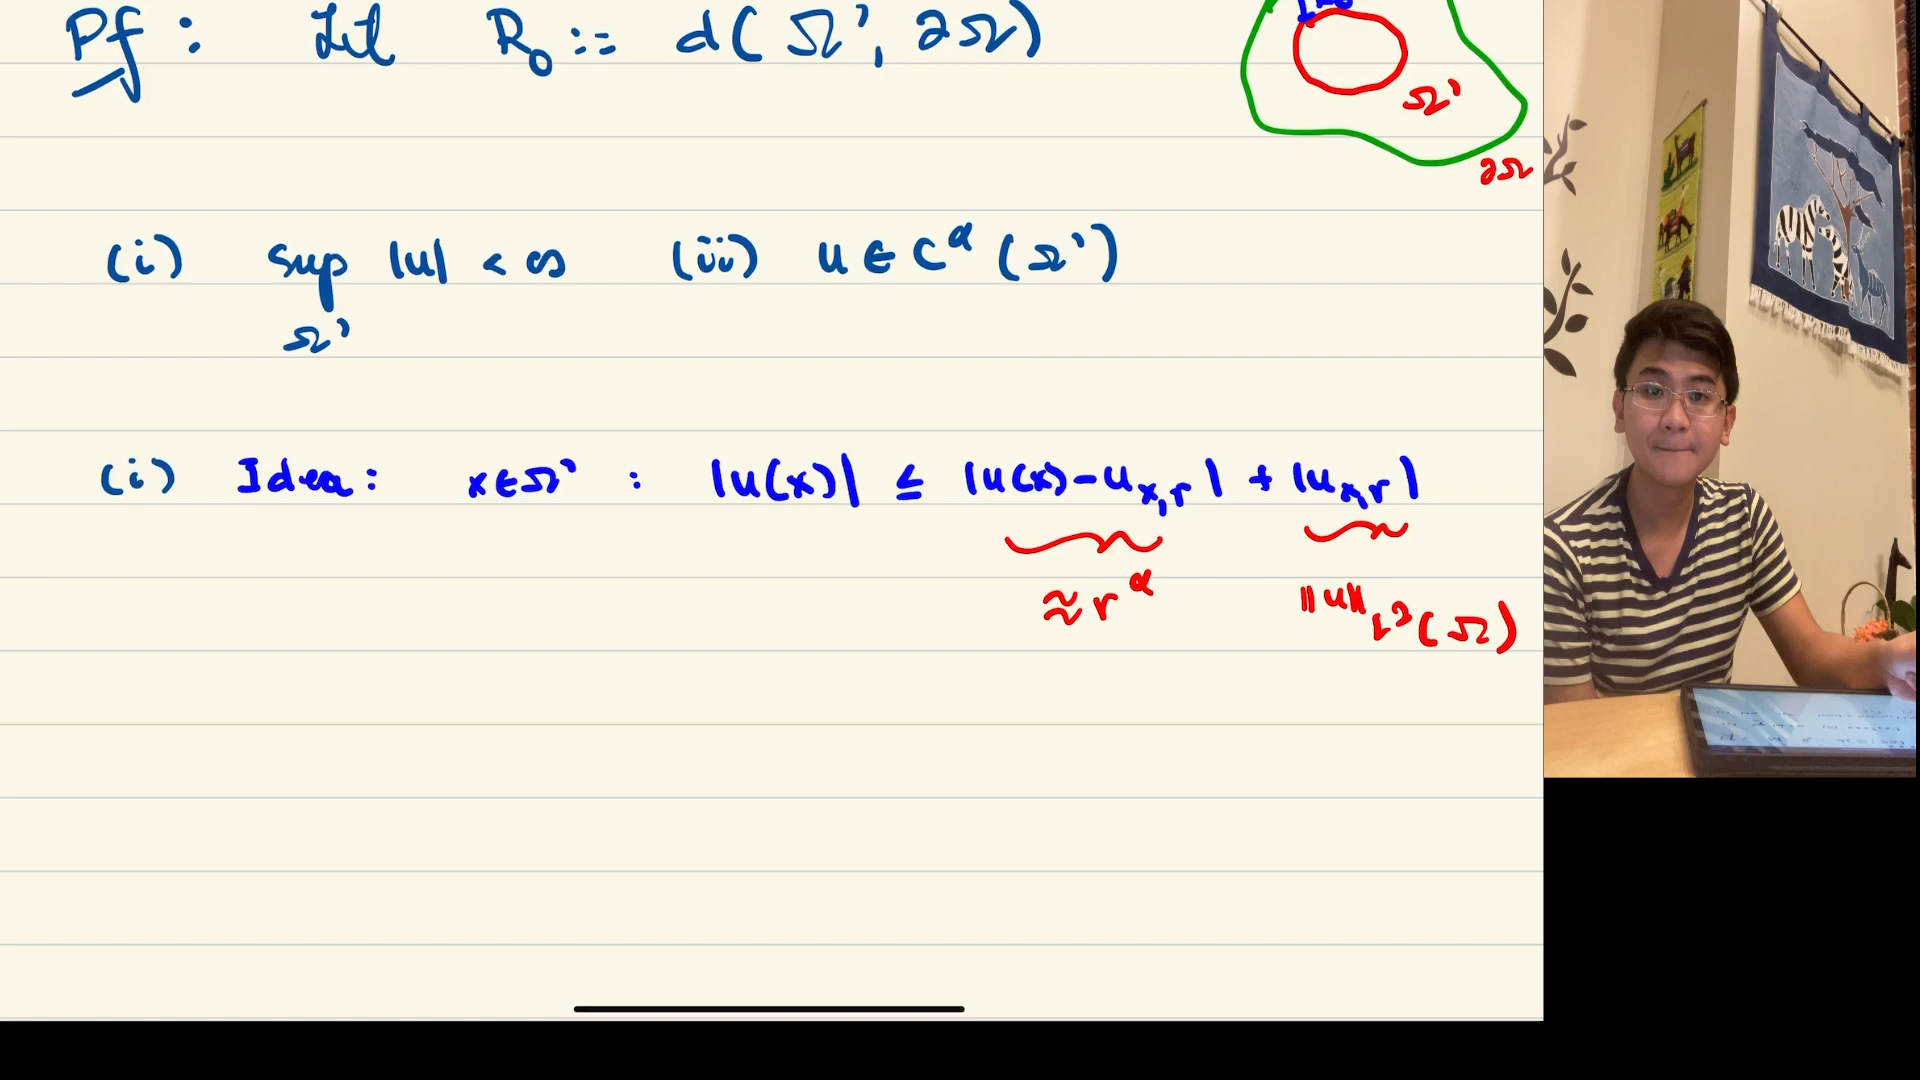 Pf : Let R₀ := d(Ω', ∂Ω)
Ω'
∂Ω
(i) sup |u| < ∞ (ii) u ∈ C^α (Ω')
Ω'
(i) Idea : x ∈ Ω' : |u(x)| ≤ |u(x) - u_{x,r}| + |u_{x,r}|
≈ r^α ||u||_{L²(Ω)}